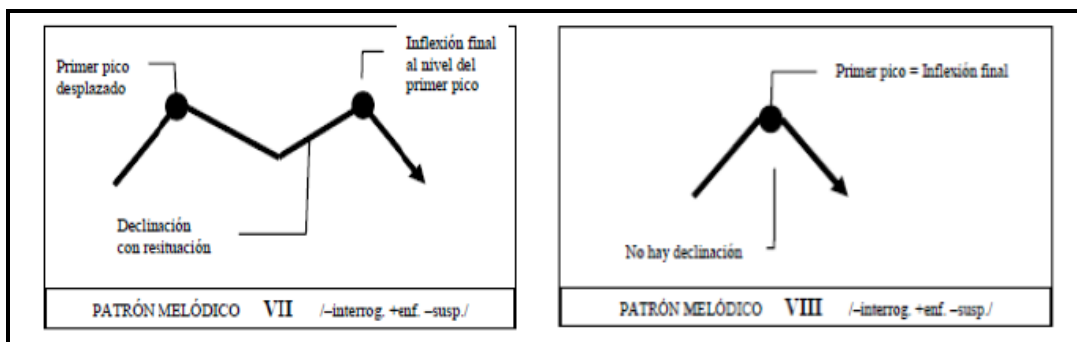 Primer pico
desplazado
Inflexión final
al nivel del
primer pico
Declinación
con resituación
PATRÓN MELÓDICO VII /–interrog. +enf. –susp./
Primer pico = Inflexión final
No hay declinación
PATRÓN MELÓDICO VIII /–interrog. +enf. –susp./